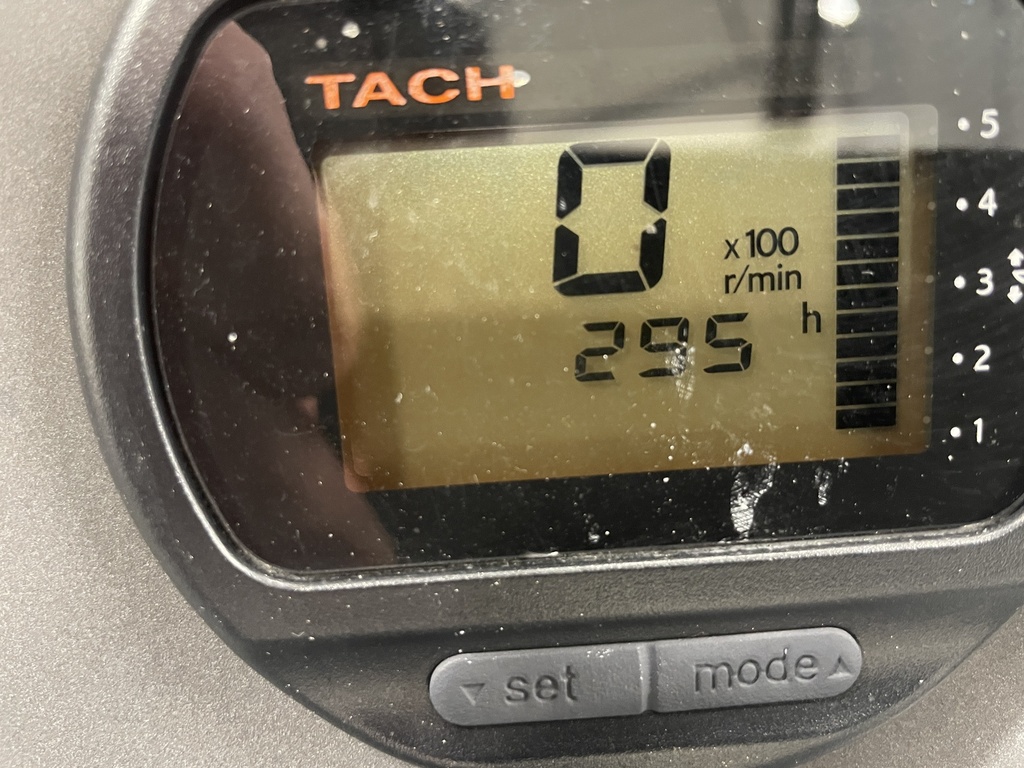 TACH
0
x100
r/min
295 h
5
4
3
2
1
▽ set
mode △